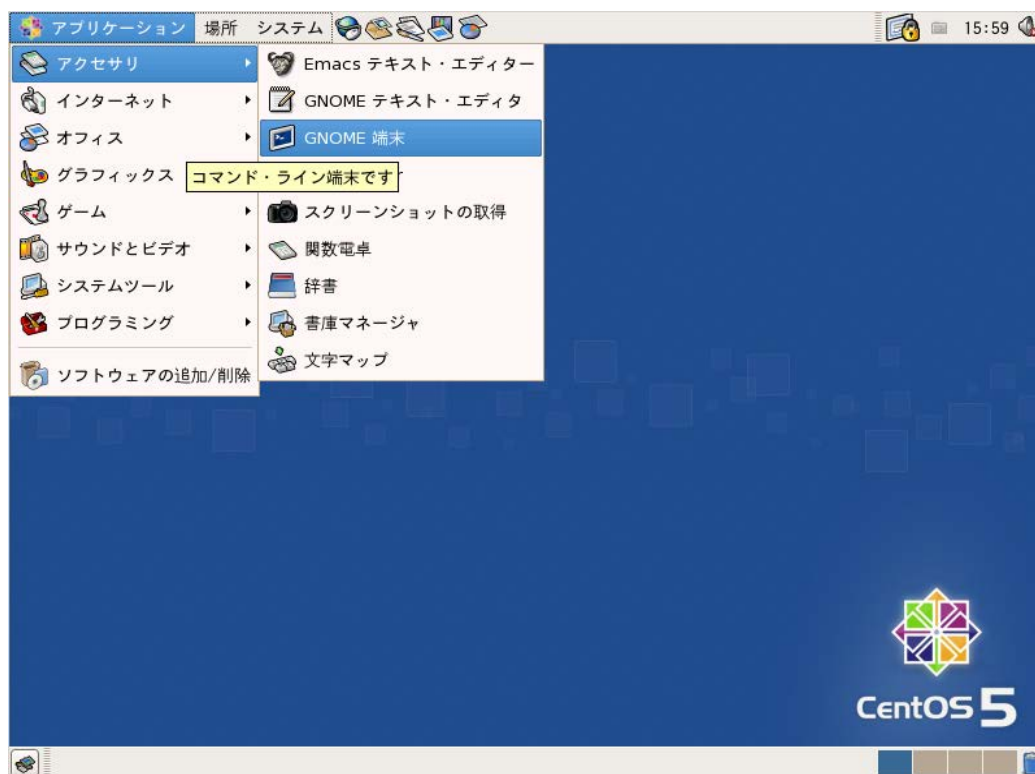 アプリケーション 場所 システム 15:59
アクセサリ
インターネット
オフィス
グラフィックス
ゲーム
サウンドとビデオ
システムツール
プログラミング
ソフトウェアの追加/削除
Emacs テキスト・エディター
GNOME テキスト・エディタ
GNOME 端末
コマンド・ライン端末です
スクリーンショットの取得
関数電卓
辞書
書庫マネージャ
文字マップ
CentOS 5